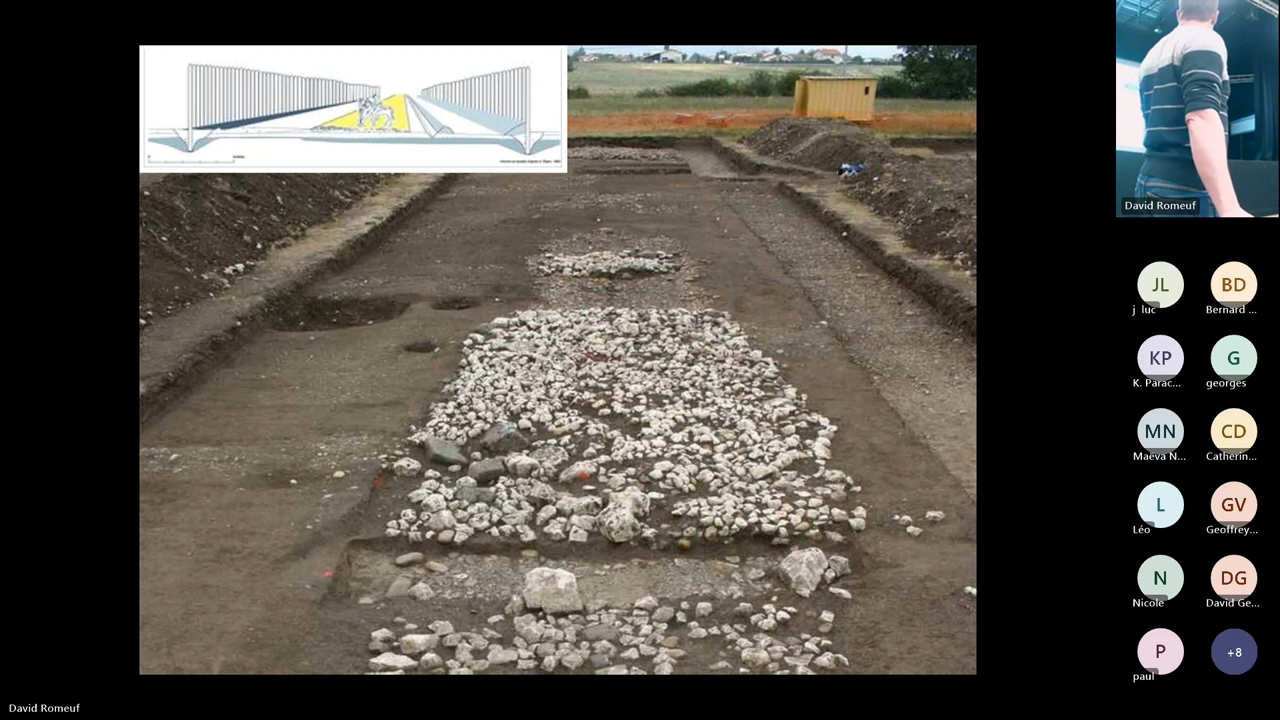 David Romeuf
JL
j luc
BD
Bernard ...
KP
K. Parac...
G
georges
MN
Maëva N...
CD
Catherin...
L
Léo
GV
Geoffrey...
N
Nicole
DG
David Ge...
P
paul
+8
David Romeuf